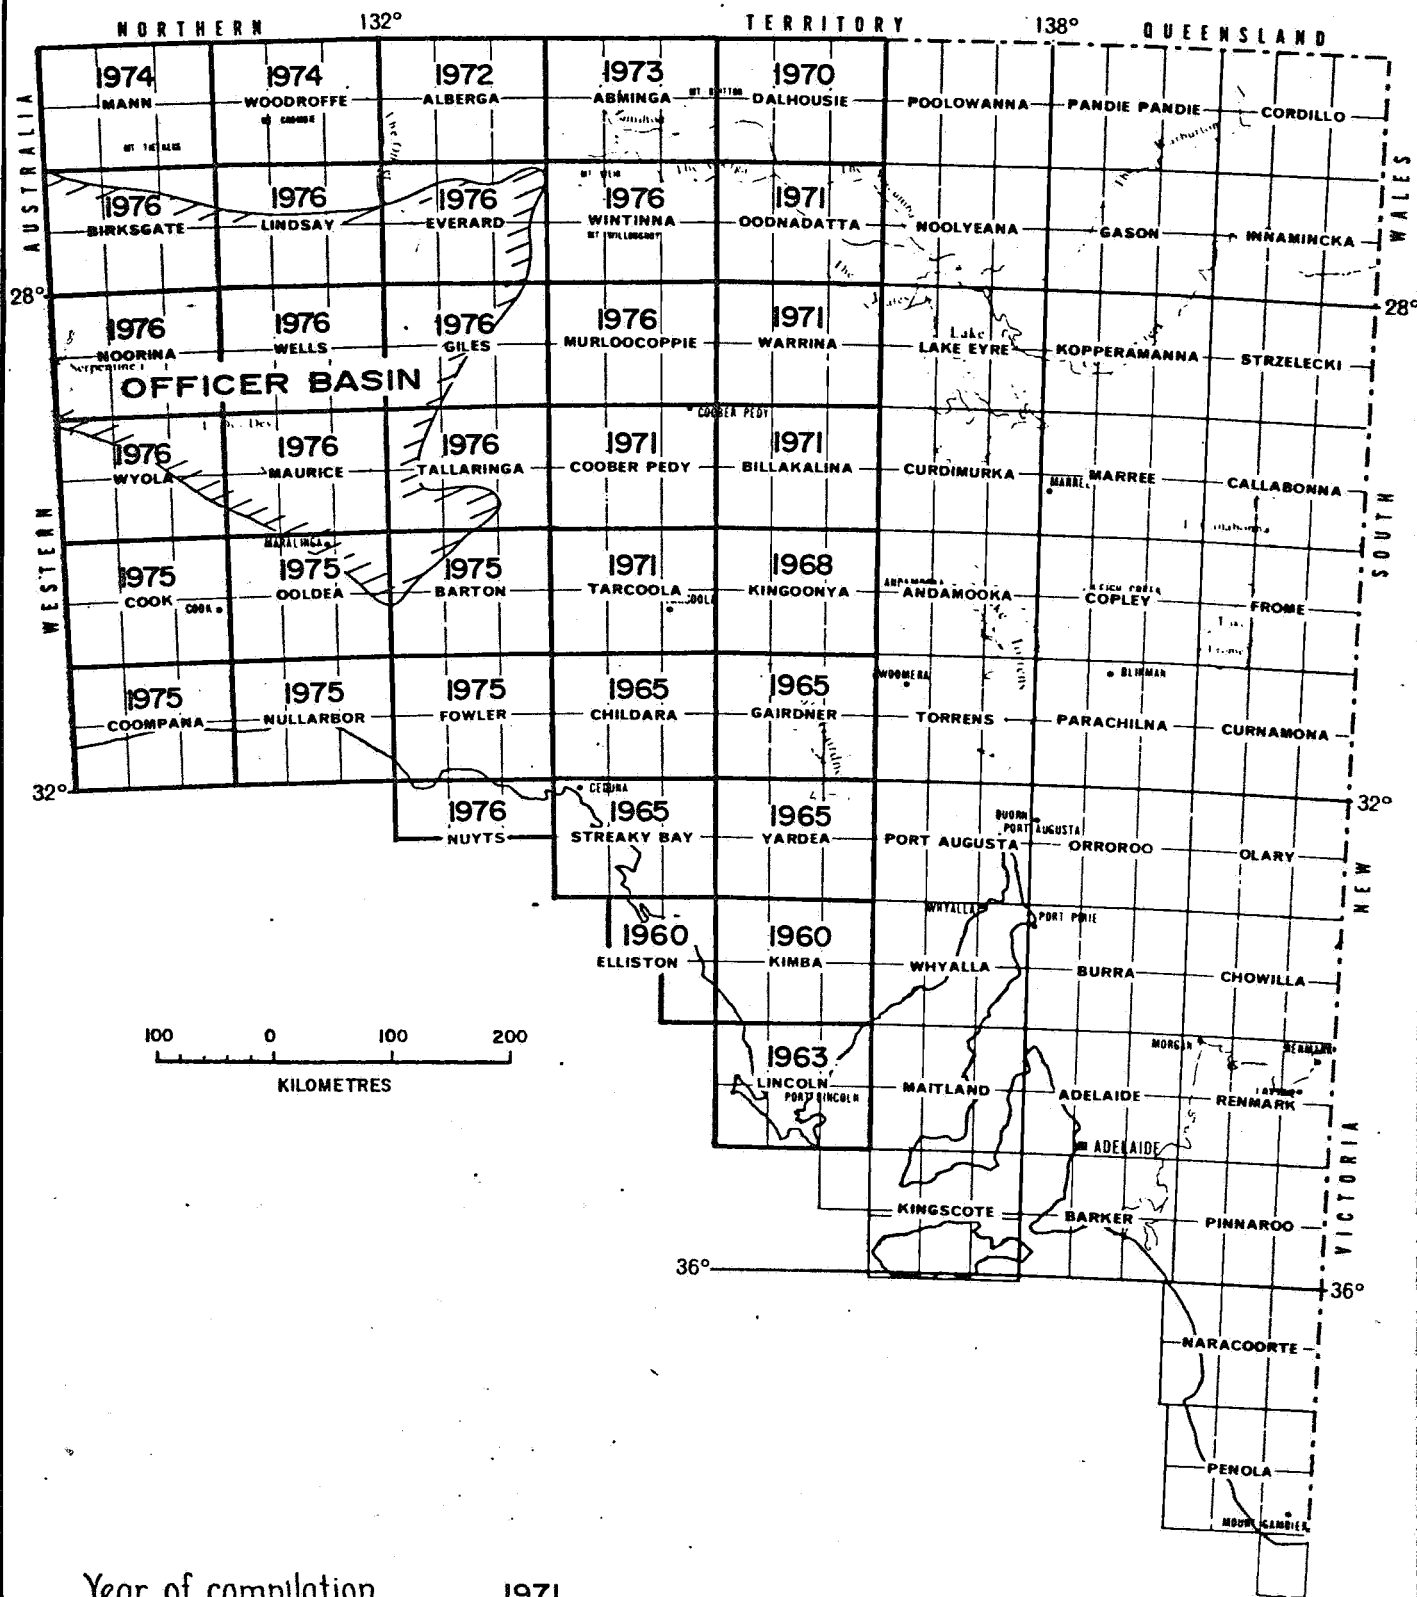 NORTHERN TERRITORY QUEENSLAND
132° 138°
1974 1974 1972 1973 1970
MANN WOODROFFE ALBERGA ABMINGA DALHOUSIE POOLOWANNA PANDIE PANDIE CORDILLO
AUSTRALIA
WALES
1976 1976 1976 1976 1971
BIRKSGATE LINDSAY EVERARD WINTINNA OODNADATTA NOOLYEANA GASON INNAMINCKA
MT WILLOUGHBY
The
28° 28°
1976 1976 1976 1976 1971
NOORINA WELLS GILES MURLOOCOPPIE WARRINA Lake LAKE EYRE KOPPERAMANNA STRZELECKI
OFFICER BASIN
COOBER PEDY
1976 1976 1976 1971 1971
WYOLA MAURICE TALLARINGA COOBER PEDY BILLAKALINA CURDIMURKA MARREE CALLABONNA
MARREE
WESTERN
SOUTH
MARALINGA
1975 1975 1975 1971 1968
COOK OOLDEA BARTON TARCOOLA KINGOONYA ANDAMOOKA COPLEY FROME
COOK
WOOMERA BLINMAN
1975 1975 1975 1965 1965
COOMPANA NULLARBOR FOWLER CHILDARA GAIRDNER TORRENS PARACHILNA CURNAMONA
32° 32°
CEDUNA
1976 1965 1965
QUORN
PORT AUGUSTA
NUYTS STREAKY BAY YARDEA PORT AUGUSTA ORROROO OLARY
NEW
WHYALLA PORT PIRIE
1960 1960
ELLISTON KIMBA WHYALLA BURRA CHOWILLA
100 0 100 200
KILOMETRES
MORGAN RENMARK
1963
LINCOLN MAITLAND ADELAIDE RENMARK
PORT LINCOLN
ADELAIDE
VICTORIA
KINGSCOTE BARKER PINNAROO
36° 36°
NARACOORTE
PENOLA
MOUNT GAMBIER
Year of compilation 1971